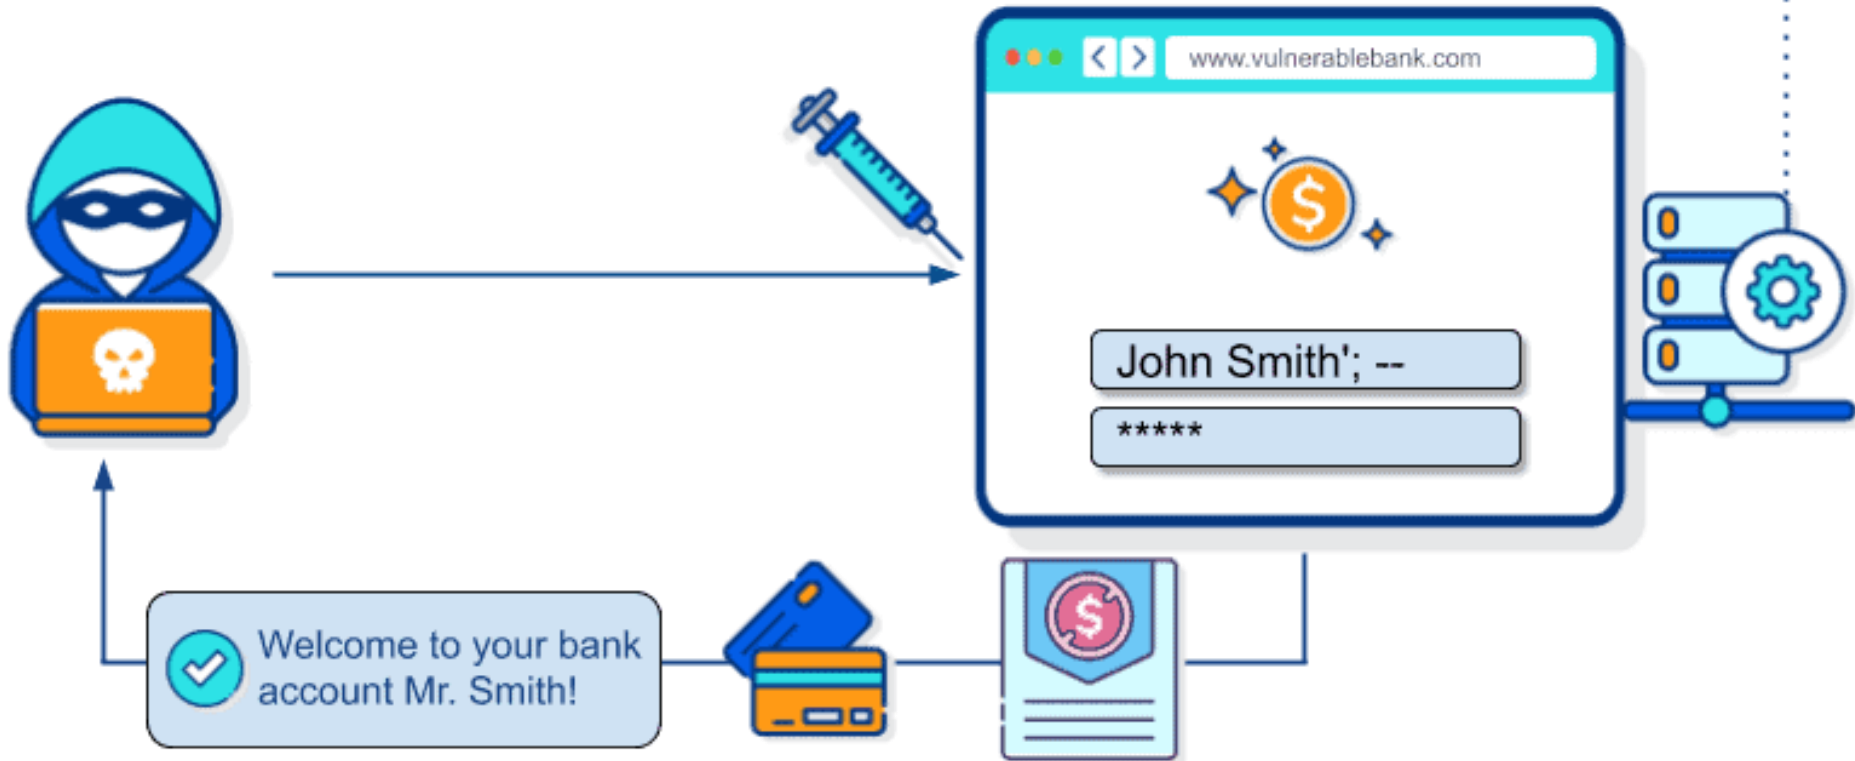 www.vulnerablebank.com
$
John Smith'; --
*****
$
Welcome to your bank
account Mr. Smith!